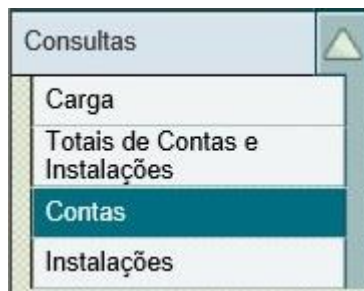 Consultas
Carga
Totais de Contas e
Instalações
Contas
Instalações